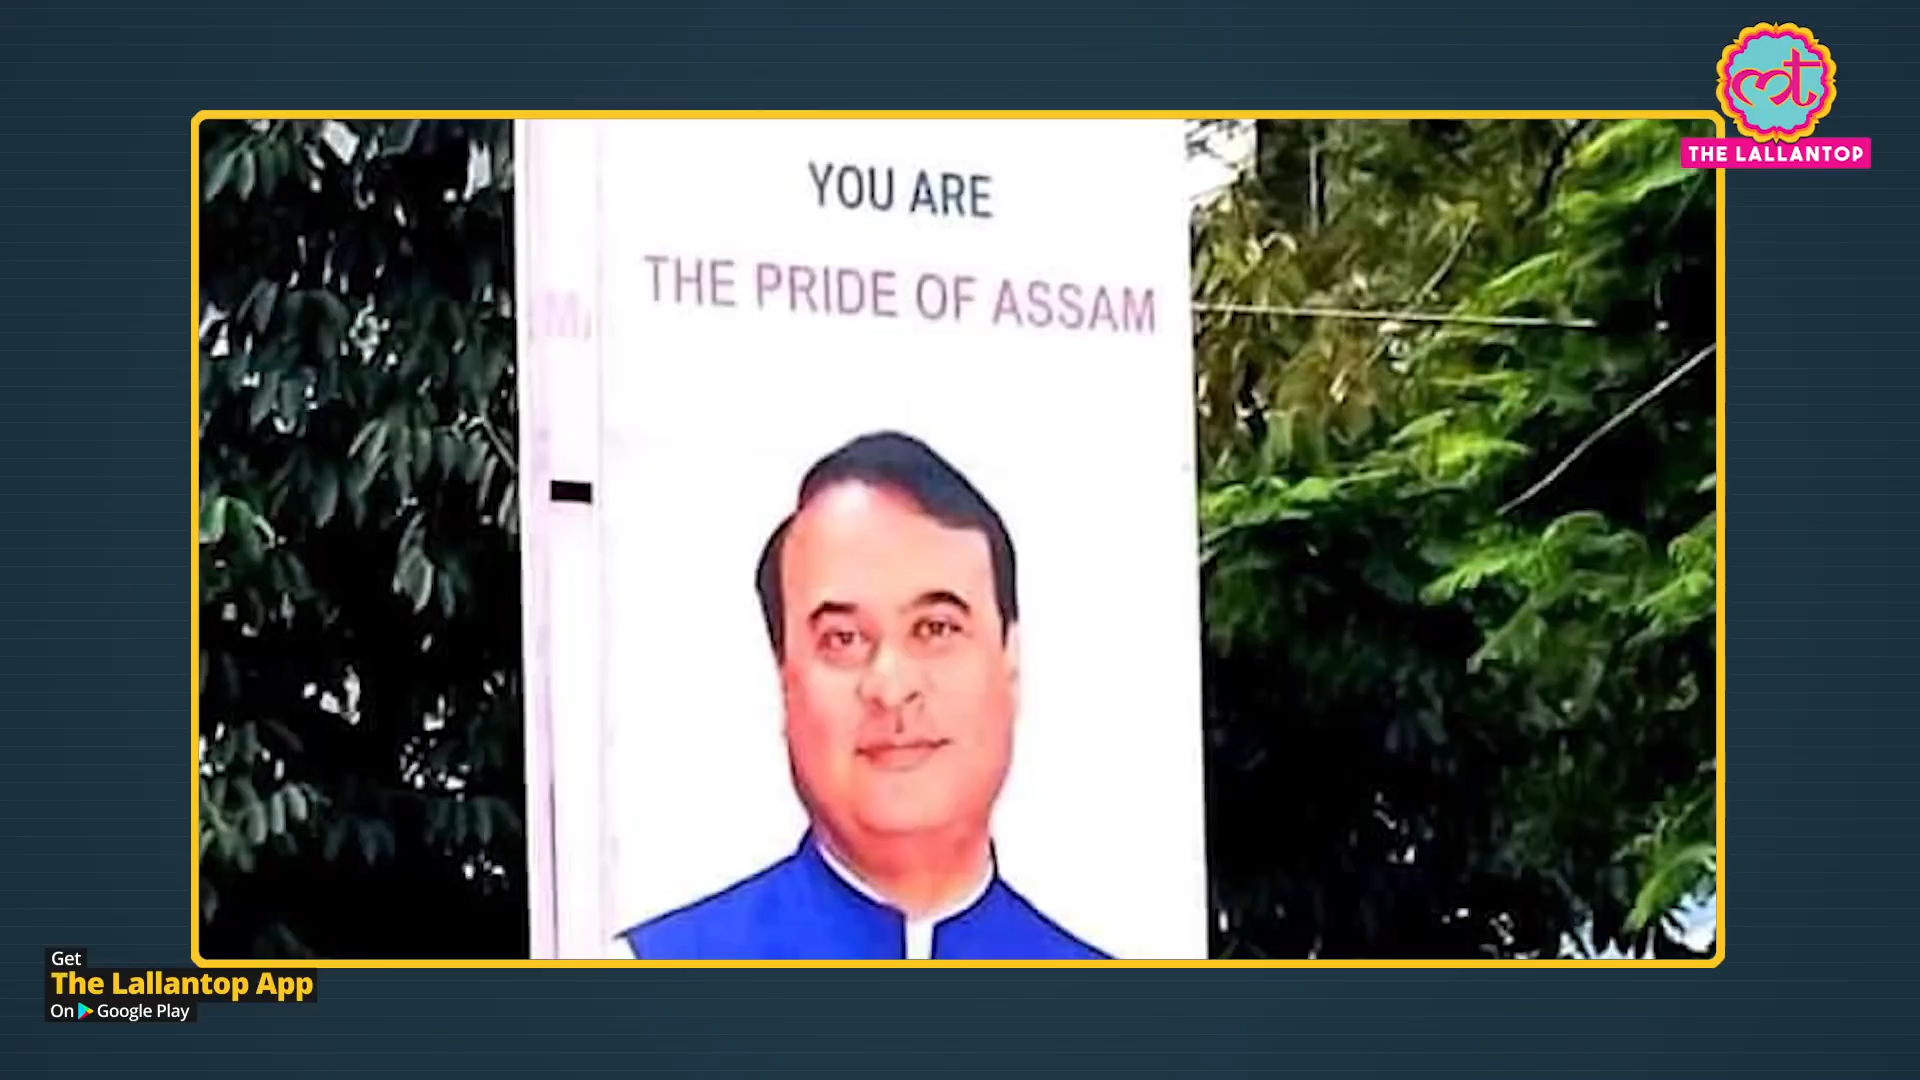 THE LALLANTOP
YOU ARE
THE PRIDE OF ASSAM
Get
The Lallantop App
On Google Play